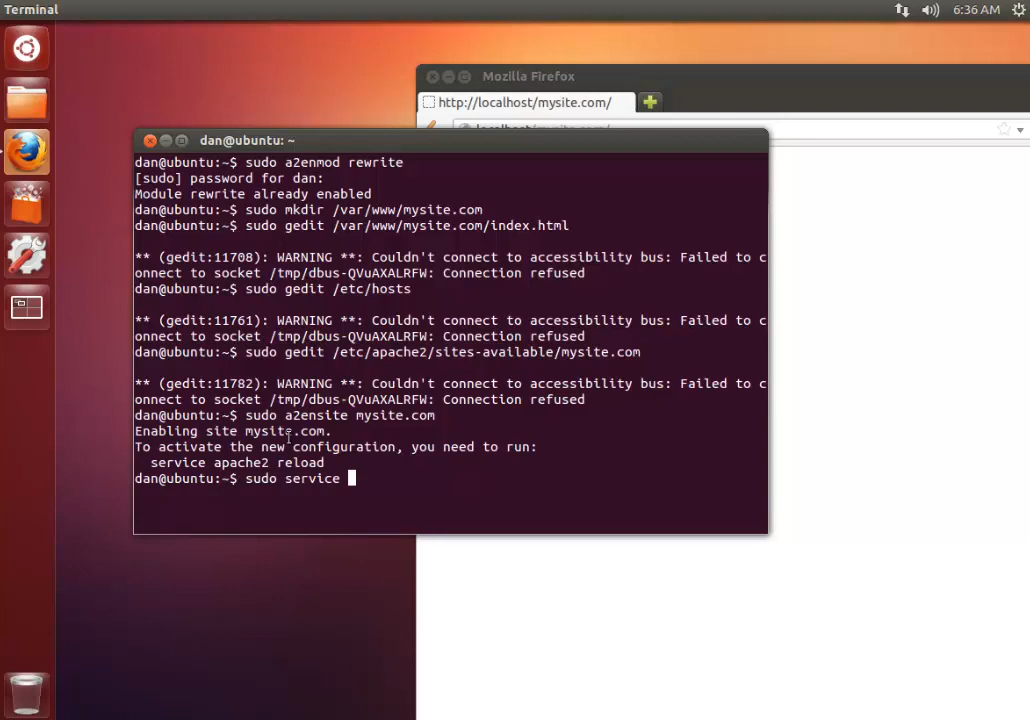 Terminal
6:36 AM
Mozilla Firefox
http://localhost/mysite.com/
localhost/mysite.com/
dan@ubuntu: ~
dan@ubuntu:~$ sudo a2enmod rewrite
[sudo] password for dan:
Module rewrite already enabled
dan@ubuntu:~$ sudo mkdir /var/www/mysite.com
dan@ubuntu:~$ sudo gedit /var/www/mysite.com/index.html
** (gedit:11708): WARNING **: Couldn't connect to accessibility bus: Failed to c
onnect to socket /tmp/dbus-QVuAXALRFW: Connection refused
dan@ubuntu:~$ sudo gedit /etc/hosts
** (gedit:11761): WARNING **: Couldn't connect to accessibility bus: Failed to c
onnect to socket /tmp/dbus-QVuAXALRFW: Connection refused
dan@ubuntu:~$ sudo gedit /etc/apache2/sites-available/mysite.com
** (gedit:11782): WARNING **: Couldn't connect to accessibility bus: Failed to c
onnect to socket /tmp/dbus-QVuAXALRFW: Connection refused
dan@ubuntu:~$ sudo a2ensite mysite.com
Enabling site mysite.com.
To activate the new configuration, you need to run:
service apache2 reload
dan@ubuntu:~$ sudo service